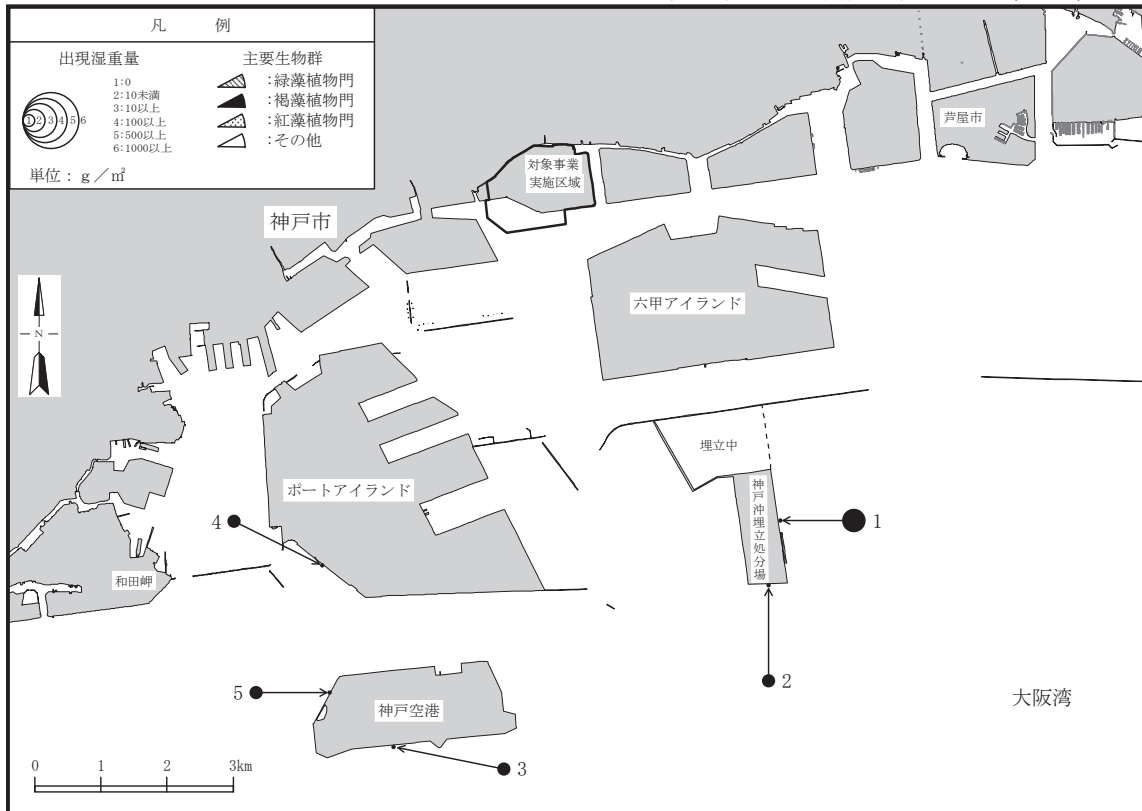 凡 例
出現湿重量
1:0
2:10未満
3:10以上
4:100以上
5:500以上
6:1000以上
1 2 3 4 5 6
単位：g／㎡
主要生物群
：緑藻植物門
：褐藻植物門
：紅藻植物門
：その他
芦屋市
対象事業
実施区域
神戸市
六甲アイランド
N
埋立中
ポートアイランド
神戸沖埋立処分場
4
1
和田岬
2
5
神戸空港
大阪湾
3
0 1 2 3km